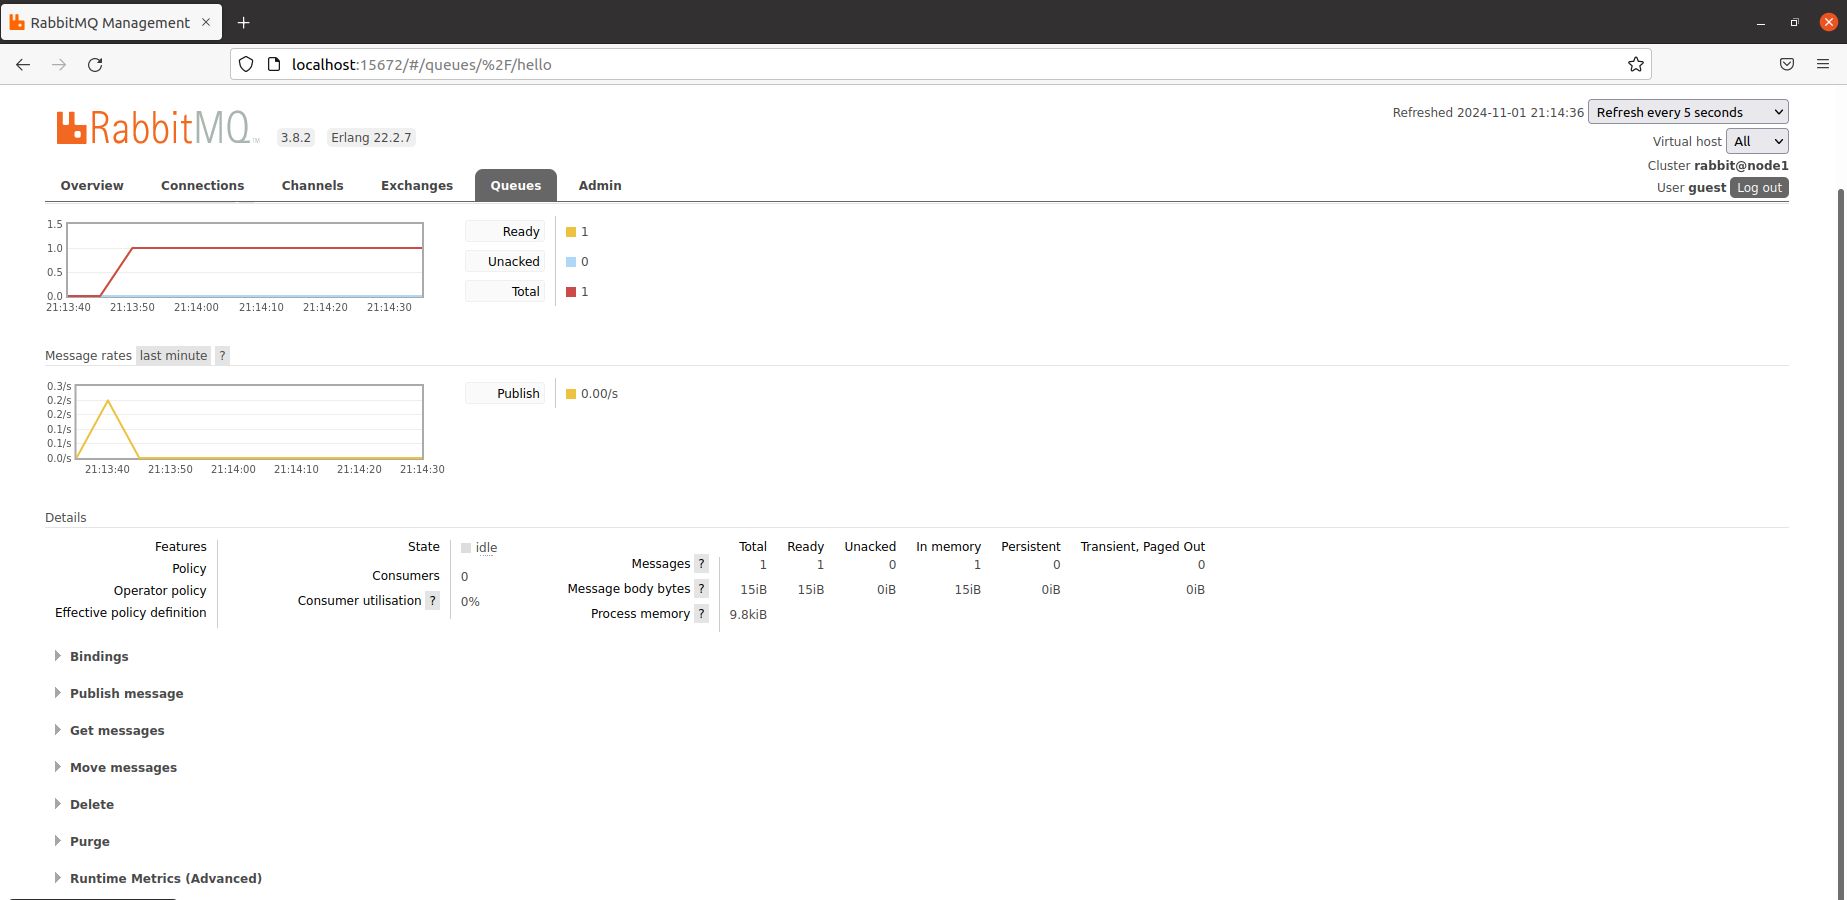 RabbitMQ Management
localhost:15672/#/queues/%2F/hello
RabbitMQ TM 3.8.2 Erlang 22.2.7
Refreshed 2024-11-01 21:14:36 Refresh every 5 seconds
Virtual host All
Cluster rabbit@node1
User guest Log out
Overview Connections Channels Exchanges Queues Admin
1.5
1.0
0.5
0.0
21:13:40 21:13:50 21:14:00 21:14:10 21:14:20 21:14:30
Ready 1
Unacked 0
Total 1
Message rates last minute ?
0.3/s
0.2/s
0.2/s
0.1/s
0.1/s
0.0/s
21:13:40 21:13:50 21:14:00 21:14:10 21:14:20 21:14:30
Publish 0.00/s
Details
Features
Policy
Operator policy
Effective policy definition
State idle
Consumers 0
Consumer utilisation ? 0%
Total Ready Unacked In memory Persistent Transient, Paged Out
Messages ? 1 1 0 1 0 0
Message body bytes ? 15iB 15iB 0iB 15iB 0iB 0iB
Process memory ? 9.8kiB
Bindings
Publish message
Get messages
Move messages
Delete
Purge
Runtime Metrics (Advanced)